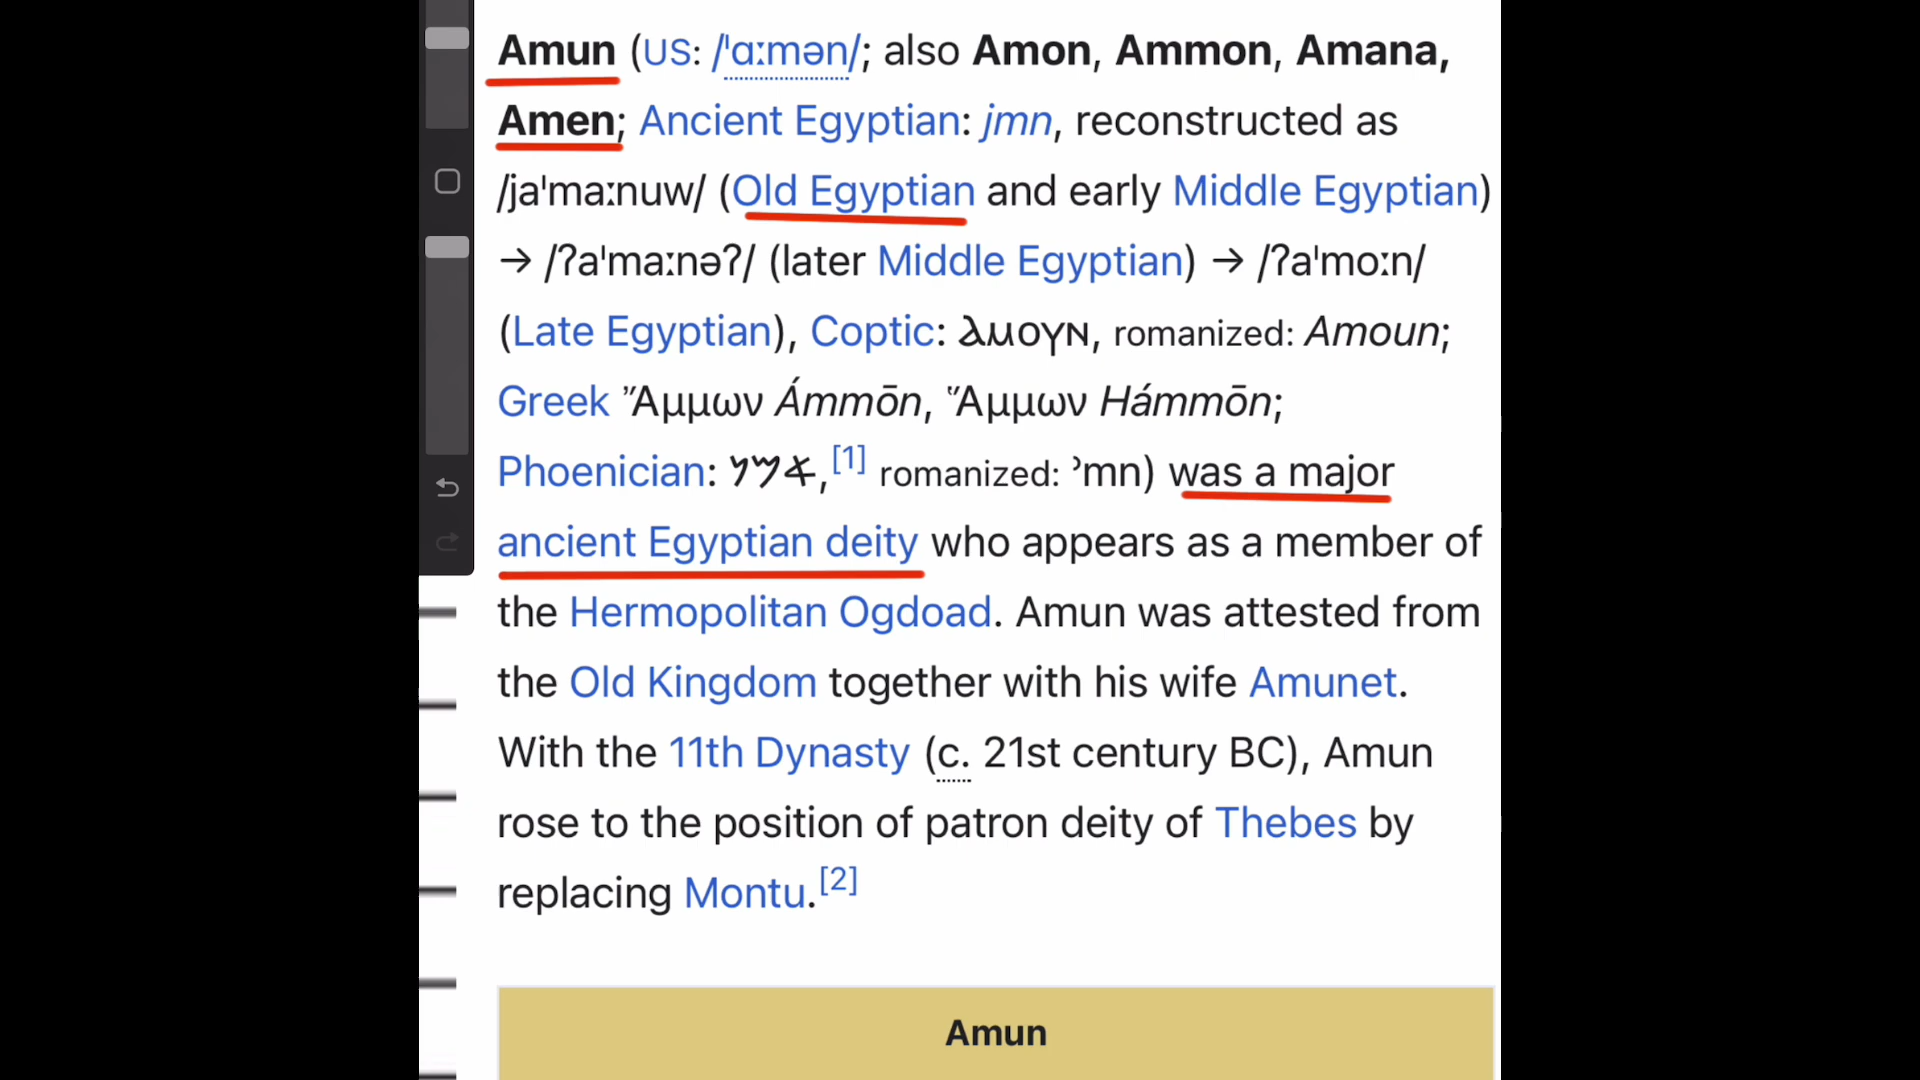 Amun (US: /ˈɑːmən/; also Amon, Ammon, Amana,
Amen; Ancient Egyptian: jmn, reconstructed as
/jaˈmaːnuw/ (Old Egyptian and early Middle Egyptian)
→ /ʔaˈmaːnəʔ/ (later Middle Egyptian) → /ʔaˈmoːn/
(Late Egyptian), Coptic: ⲁⲙⲟⲩⲛ, romanized: Amoun;
Greek Ἄμμων Ámmōn, Ἅμμων Hámmōn;
Phoenician: 𐤀𐤌𐤍,[1] romanized: ʾmn) was a major
ancient Egyptian deity who appears as a member of
the Hermopolitan Ogdoad. Amun was attested from
the Old Kingdom together with his wife Amunet.
With the 11th Dynasty (c. 21st century BC), Amun
rose to the position of patron deity of Thebes by
replacing Montu.[2]
Amun